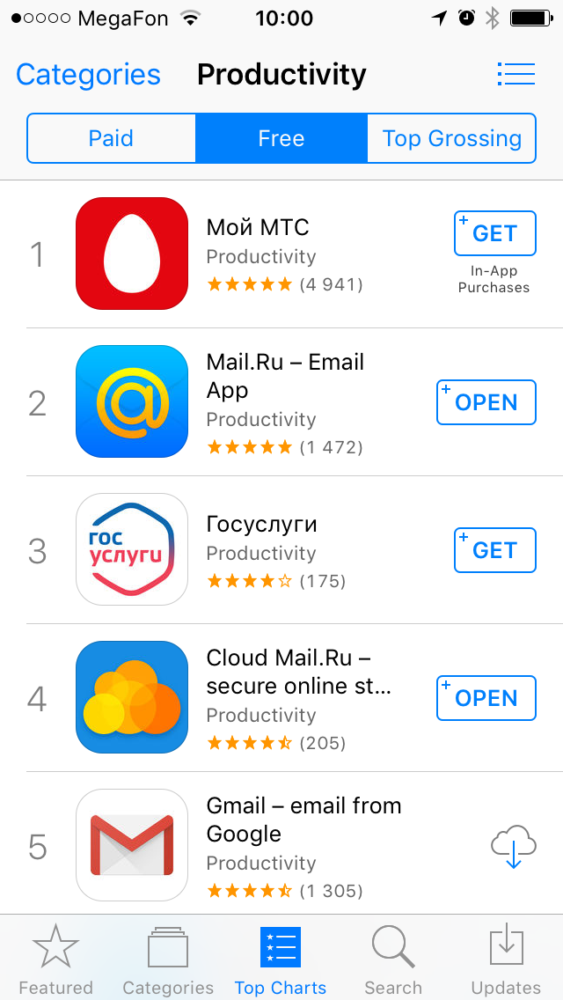 MegaFon 10:00
Categories Productivity
Paid Free Top Grossing
1
Мой МТС
Productivity
(4 941)
+ GET
In-App
Purchases
2
@
Mail.Ru – Email
App
Productivity
(1 472)
+ OPEN
3
гос
услуги
Госуслуги
Productivity
(175)
+ GET
4
Cloud Mail.Ru –
secure online st...
Productivity
(205)
+ OPEN
5
Gmail – email from
Google
Productivity
(1 305)
Featured Categories Top Charts Search Updates